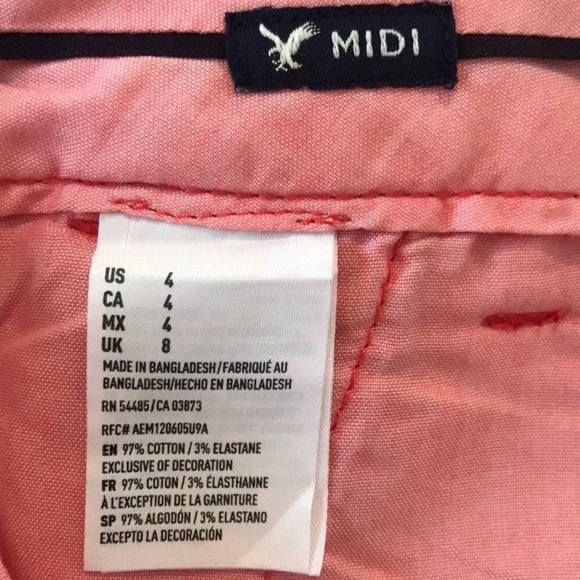 MIDI
US 4
CA 4
MX 4
UK 8
MADE IN BANGLADESH/FABRIQUÉ AU
BANGLADESH/HECHO EN BANGLADESH
RN 54485/CA 03873
RFC# AEM120605U9A
EN 97% COTTON / 3% ELASTANE
EXCLUSIVE OF DECORATION
FR 97% COTON / 3% ÉLASTHANNE
À L'EXCEPTION DE LA GARNITURE
SP 97% ALGODÓN / 3% ELASTANO
EXCEPTO LA DECORACIÓN